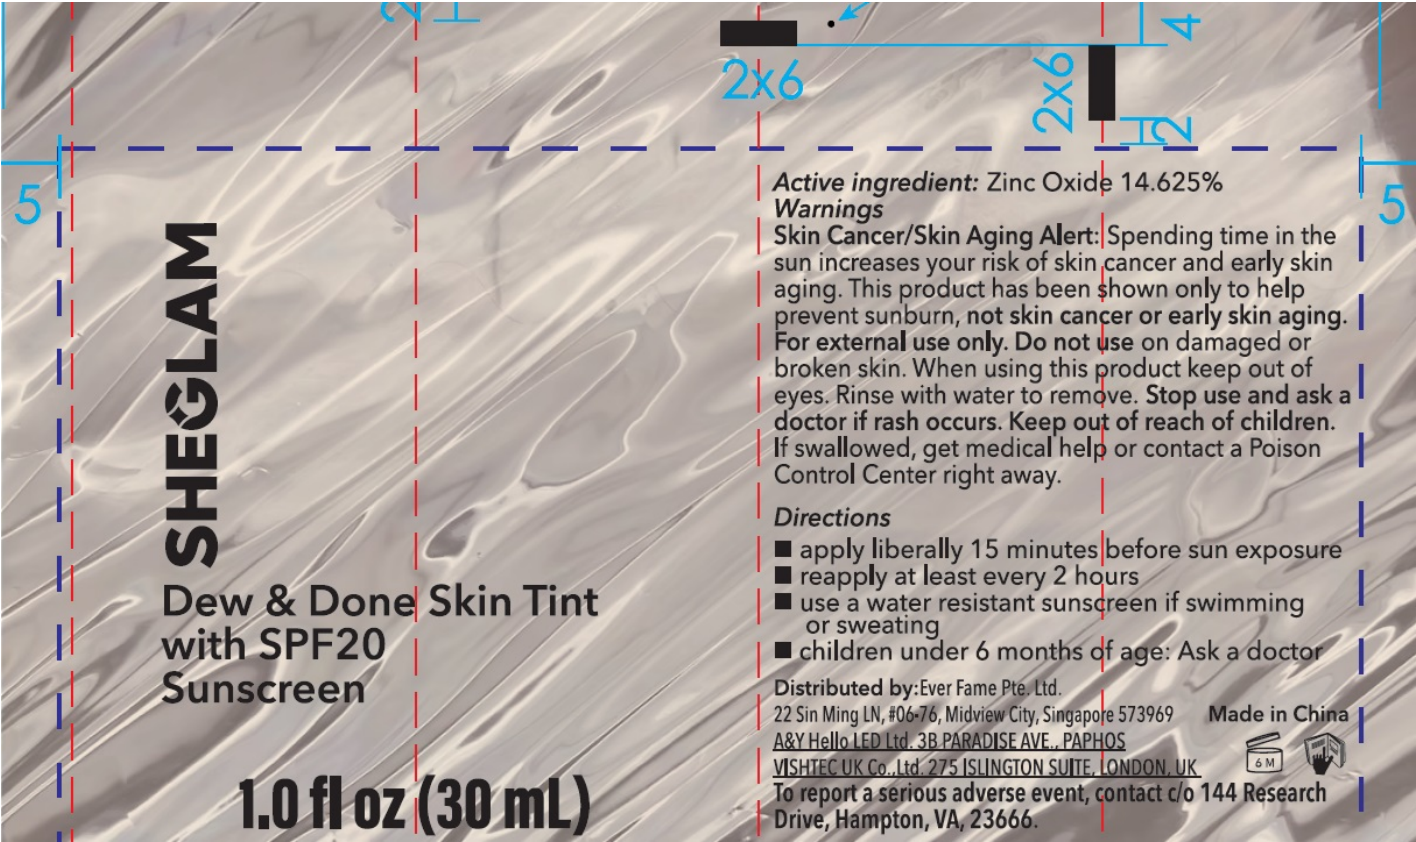 2
4
2x6
2x6
2
5
5
SHEGLAM
Dew & Done Skin Tint
with SPF20
Sunscreen
1.0 fl oz (30 mL)
Active ingredient: Zinc Oxide 14.625%
Warnings
Skin Cancer/Skin Aging Alert: Spending time in the
sun increases your risk of skin cancer and early skin
aging. This product has been shown only to help
prevent sunburn, not skin cancer or early skin aging.
For external use only. Do not use on damaged or
broken skin. When using this product keep out of
eyes. Rinse with water to remove. Stop use and ask a
doctor if rash occurs. Keep out of reach of children.
If swallowed, get medical help or contact a Poison
Control Center right away.
Directions
■ apply liberally 15 minutes before sun exposure
■ reapply at least every 2 hours
■ use a water resistant sunscreen if swimming
or sweating
■ children under 6 months of age: Ask a doctor
Distributed by:Ever Fame Pte. Ltd.
22 Sin Ming LN, #06-76, Midview City, Singapore 573969
Made in China
A&Y Hello LED Ltd. 3B PARADISE AVE., PAPHOS
VISHTEC UK Co.,Ltd. 275 ISLINGTON SUITE, LONDON, UK
6 M
To report a serious adverse event, contact c/o 144 Research
Drive, Hampton, VA, 23666.